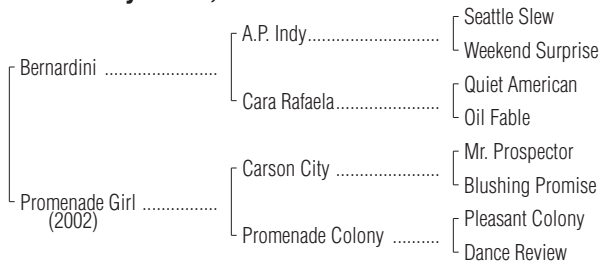 Seattle Slew
A.P. Indy
Weekend Surprise
Bernardini
Quiet American
Cara Rafaela
Oil Fable
Mr. Prospector
Carson City
Blushing Promise
Promenade Girl
(2002)
Pleasant Colony
Promenade Colony
Dance Review